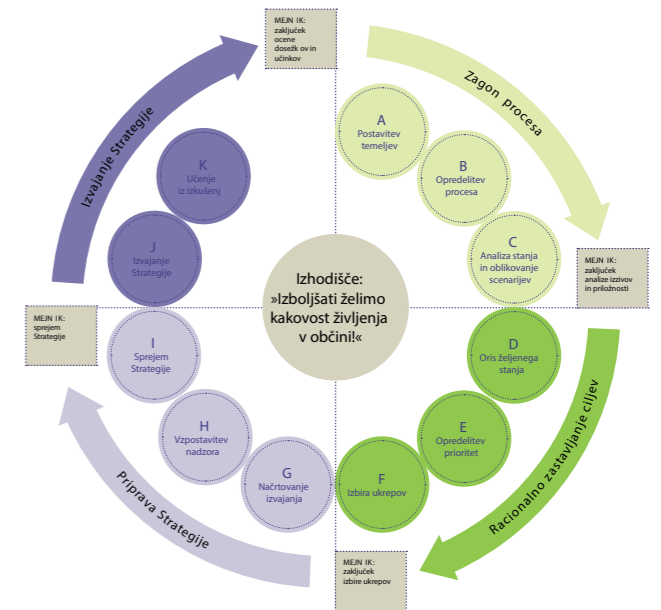 MEJN IK:
zaključek
ocene
dosežk ov in
učinkov
Zagon procesa
A
Postavitev
temeljev
B
Opredelitev
procesa
C
Analiza stanja
in oblikovanje
scenarijev
MEJN IK:
zaključek
analize izzivov
in priložnosti
Racionalno zastavljanje ciljev
D
Oris željenega
stanja
E
Opredelitev
prioritet
F
Izbira ukrepov
MEJN IK:
zaključek
izbire ukrepov
Priprava Strategije
G
Načrtovanje
izvajanja
H
Vzpostavitev
nadzora
I
Sprejem
Strategije
MEJN IK:
sprejem
Strategije
Izvajanje Strategije
J
Izvajanje
Strategije
K
Učenje
iz izkušenj
Izhodišče:
»Izboljšati želimo
kakovost življenja
v občini!«